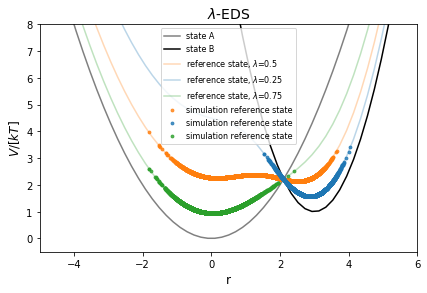 λ-EDS
state A
state B
reference state, λ=0.5
reference state, λ=0.25
reference state, λ=0.75
simulation reference state
simulation reference state
simulation reference state
V/[kT]
8
7
6
5
4
3
2
1
0
−4 −2 0 2 4 6
r